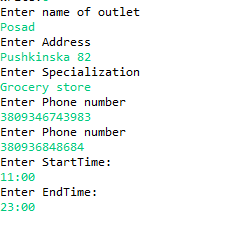 Enter name of outlet
Posad
Enter Address
Pushkinska 82
Enter Specialization
Grocery store
Enter Phone number
3809346743983
Enter Phone number
380936848684
Enter StartTime:
11:00
Enter EndTime:
23:00